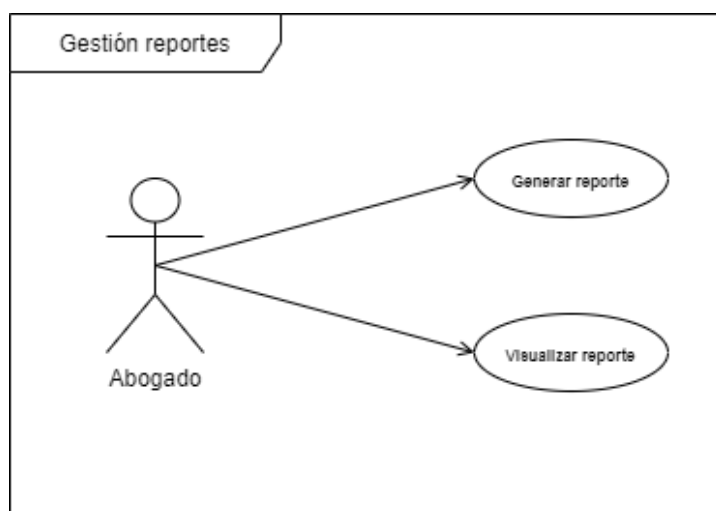 Gestión reportes
Generar reporte
Visualizar reporte
Abogado